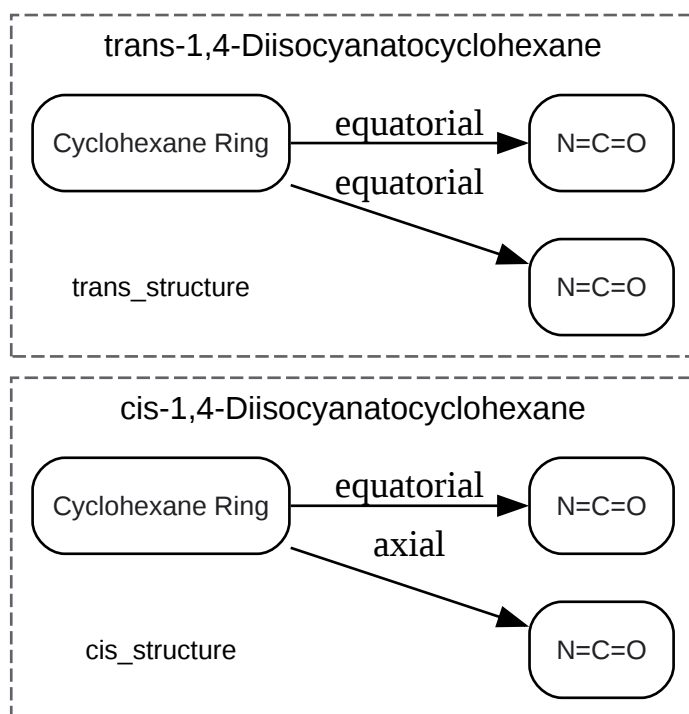 trans-1,4-Diisocyanatocyclohexane
Cyclohexane Ring
equatorial
N=C=O
equatorial
N=C=O
trans_structure
cis-1,4-Diisocyanatocyclohexane
Cyclohexane Ring
equatorial
N=C=O
axial
N=C=O
cis_structure